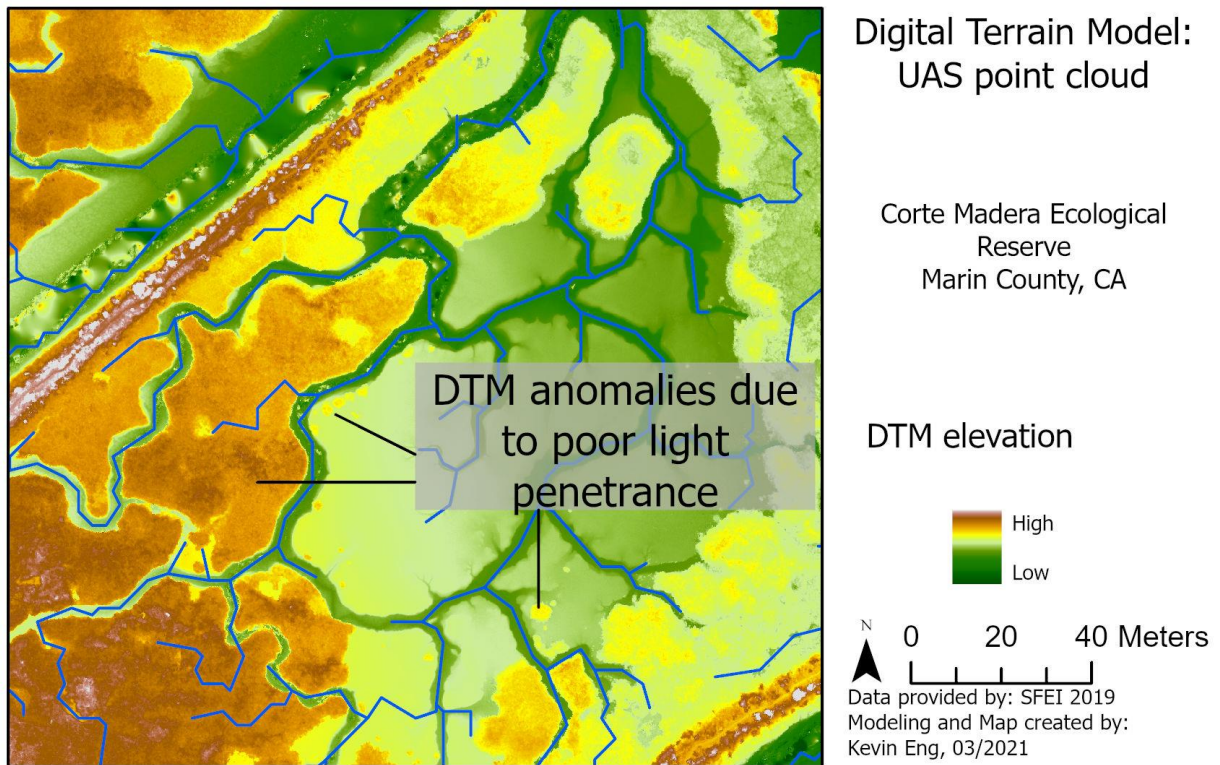 Digital Terrain Model:
UAS point cloud
Corte Madera Ecological
Reserve
Marin County, CA
DTM anomalies due
to poor light
penetrance
DTM elevation
High
Low
N
0 20 40 Meters
Data provided by: SFEI 2019
Modeling and Map created by:
Kevin Eng, 03/2021